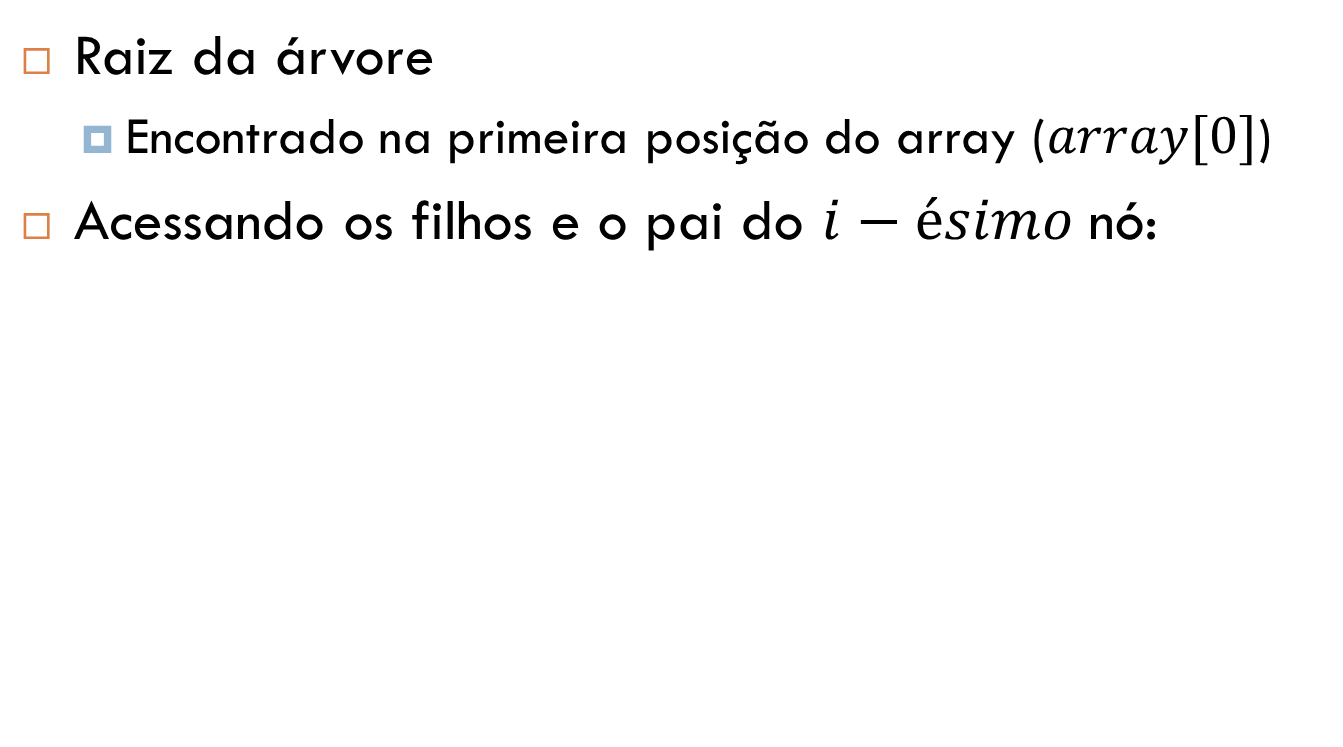 Raiz da árvore
Encontrado na primeira posição do array (array[0])
Acessando os filhos e o pai do i − ésimo nó: